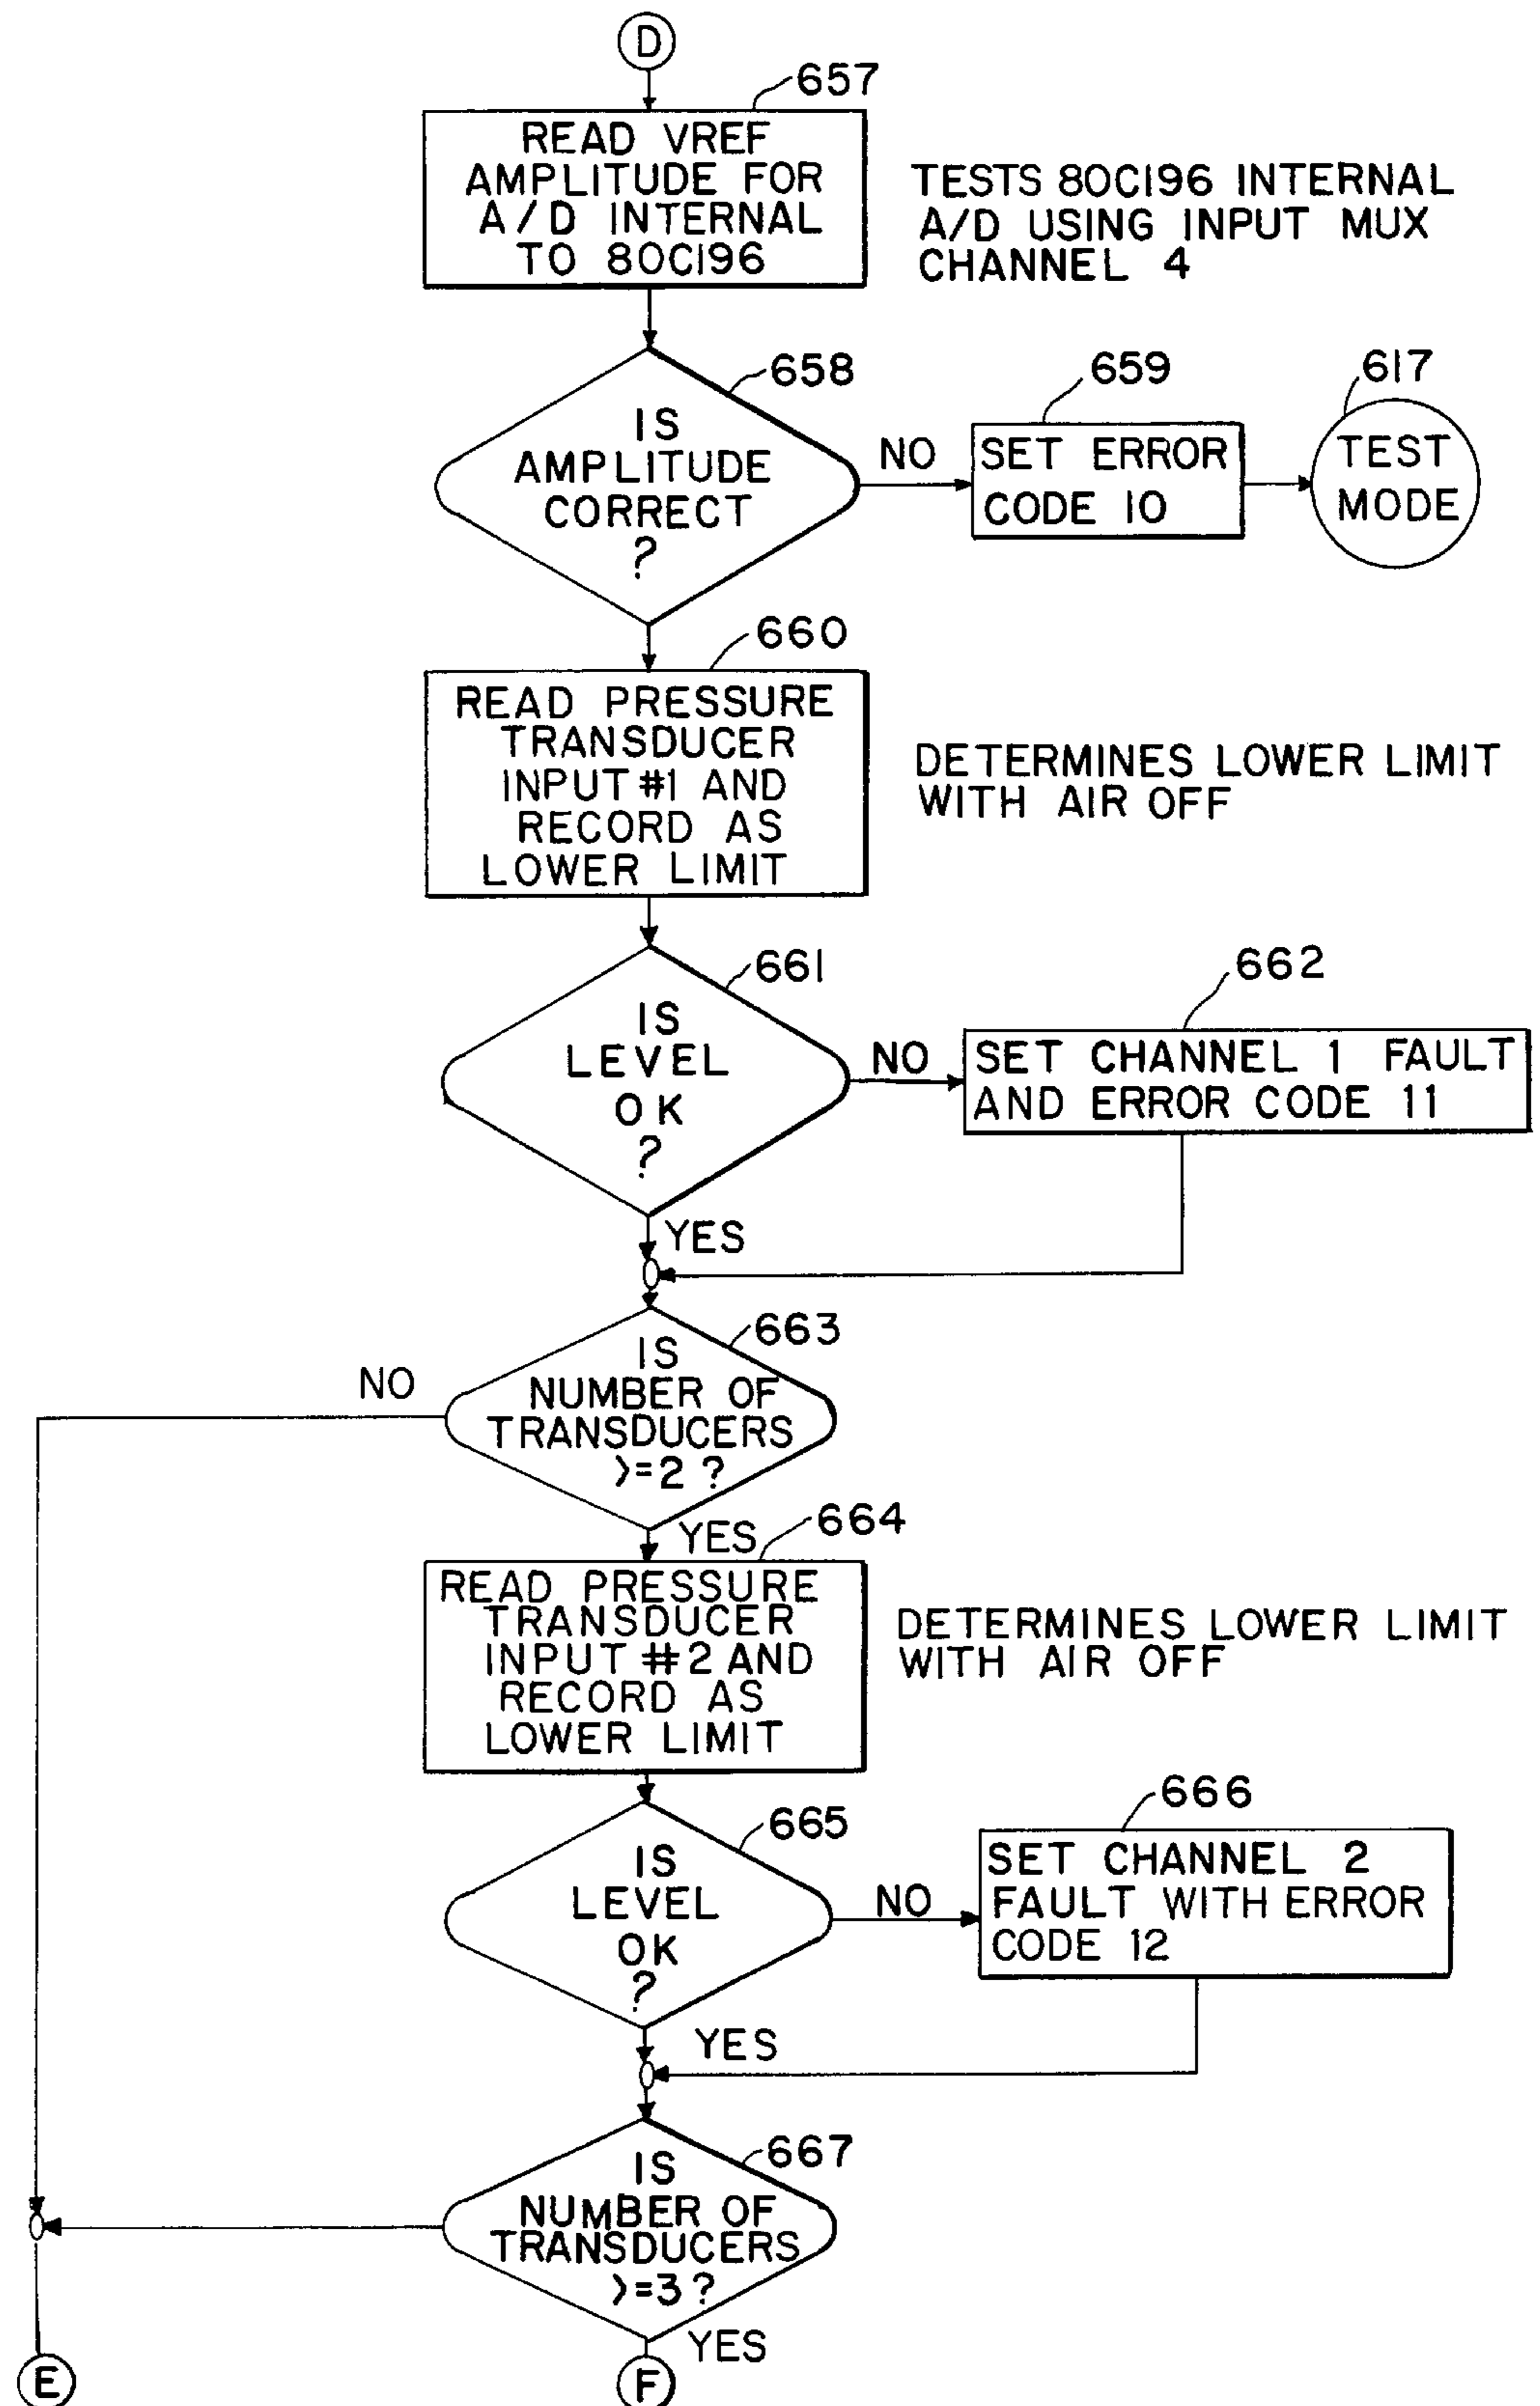 D
657
READ VREF
AMPLITUDE FOR
A/D INTERNAL
TO 80C196
TESTS 80C196 INTERNAL
A/D USING INPUT MUX
CHANNEL 4
658
IS
AMPLITUDE
CORRECT
?
NO
659
SET ERROR
CODE 10
617
TEST
MODE
660
READ PRESSURE
TRANSDUCER
INPUT #1 AND
RECORD AS
LOWER LIMIT
DETERMINES LOWER LIMIT
WITH AIR OFF
661
IS
LEVEL
OK
?
NO
662
SET CHANNEL 1 FAULT
AND ERROR CODE 11
YES
663
IS
NUMBER OF
TRANSDUCERS
>=2 ?
NO
YES
664
READ PRESSURE
TRANSDUCER
INPUT #2 AND
RECORD AS
LOWER LIMIT
DETERMINES LOWER LIMIT
WITH AIR OFF
665
IS
LEVEL
OK
?
NO
666
SET CHANNEL 2
FAULT WITH ERROR
CODE 12
YES
667
IS
NUMBER OF
TRANSDUCERS
>=3 ?
YES
E
F